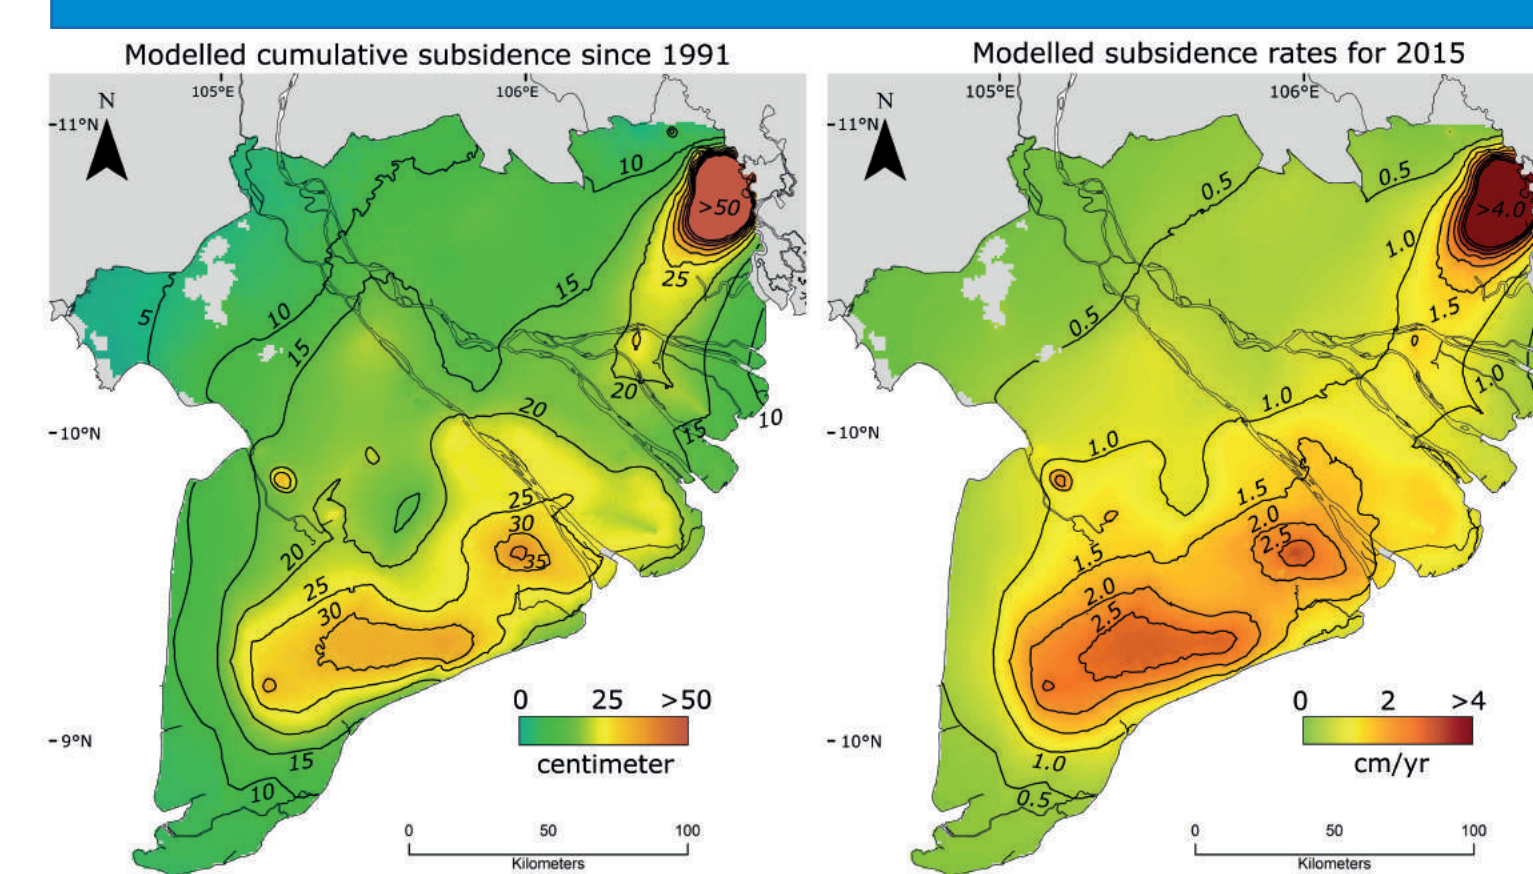 Modelled cumulative subsidence since 1991
105°E
106°E
N
11°N
10
>50
25
15
5
10
15
20
20
10
15
10°N
25
30
35
20
25
30
0 25 >50
centimeter
9°N
15
10
0 50 100
Kilometers
Modelled subsidence rates for 2015
105°E
106°E
N
11°N
0.5
0.5
>4.0
1.0
1.5
0.5
1.0
1.0
10°N
1.0
1.5
2.0
2.5
1.5
2.0
2.5
0 2 >4
cm/yr
10°N
1.0
0.5
0 50 100
Kilometers